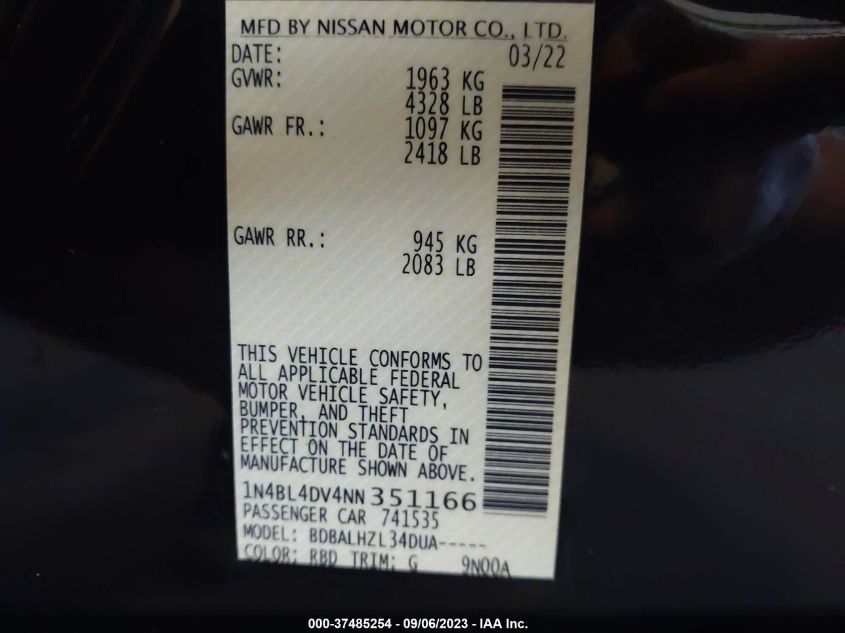 MFD BY NISSAN MOTOR CO., LTD.
DATE: 03/22
GVWR: 1963 KG
4328 LB
GAWR FR.: 1097 KG
2418 LB
GAWR RR.: 945 KG
2083 LB
THIS VEHICLE CONFORMS TO
ALL APPLICABLE FEDERAL
MOTOR VEHICLE SAFETY,
BUMPER, AND THEFT
PREVENTION STANDARDS IN
EFFECT ON THE DATE OF
MANUFACTURE SHOWN ABOVE.
1N4BL4DV4NN351166
PASSENGER CAR 741535
MODEL: BDBALHZL34DUA-----
COLOR: RBD TRIM: G 9N00A
000-37485254 - 09/06/2023 - IAA Inc.